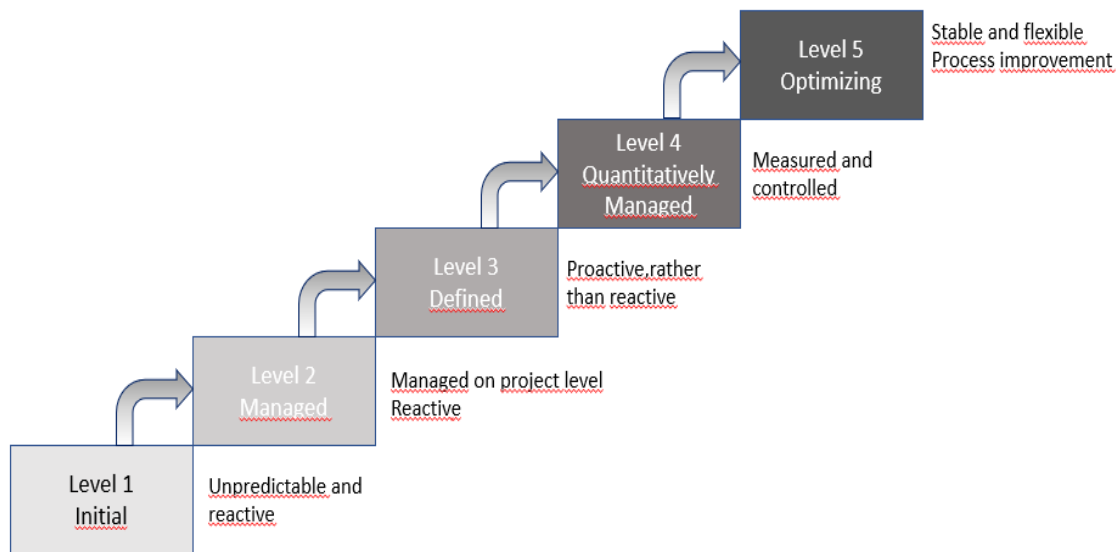 Level 5
Optimizing
Stable and flexible
Process improvement
Level 4
Quantitatively
Managed
Measured and
controlled
Level 3
Defined
Proactive,rather
than reactive
Level 2
Managed
Managed on project level
Reactive
Level 1
Initial
Unpredictable and
reactive